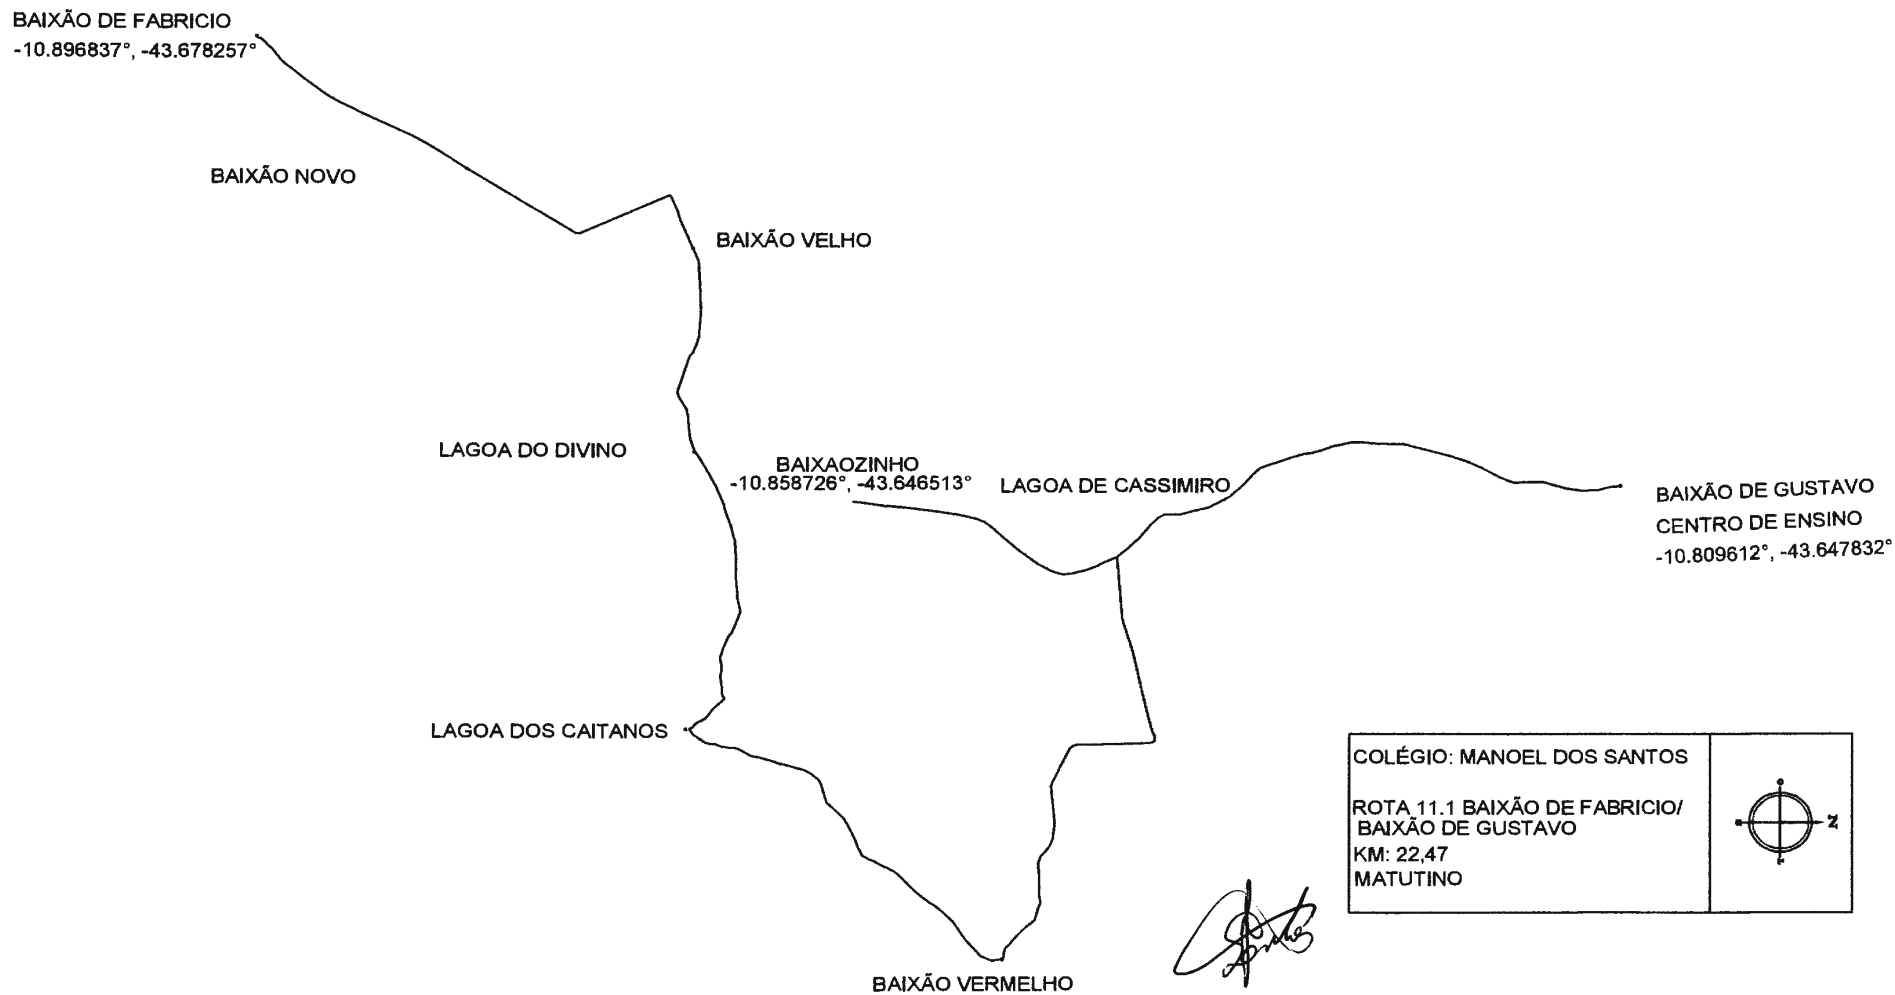 BAIXÃO DE FABRICIO
-10.896837°, -43.678257°
BAIXÃO NOVO
BAIXÃO VELHO
LAGOA DO DIVINO
BAIXAOZINHO
-10.858726°, -43.646513°
LAGOA DE CASSIMIRO
BAIXÃO DE GUSTAVO
CENTRO DE ENSINO
-10.809612°, -43.647832°
LAGOA DOS CAITANOS
BAIXÃO VERMELHO
COLÉGIO: MANOEL DOS SANTOS
ROTA 11.1 BAIXÃO DE FABRICIO/
BAIXÃO DE GUSTAVO
KM: 22,47
MATUTINO
N